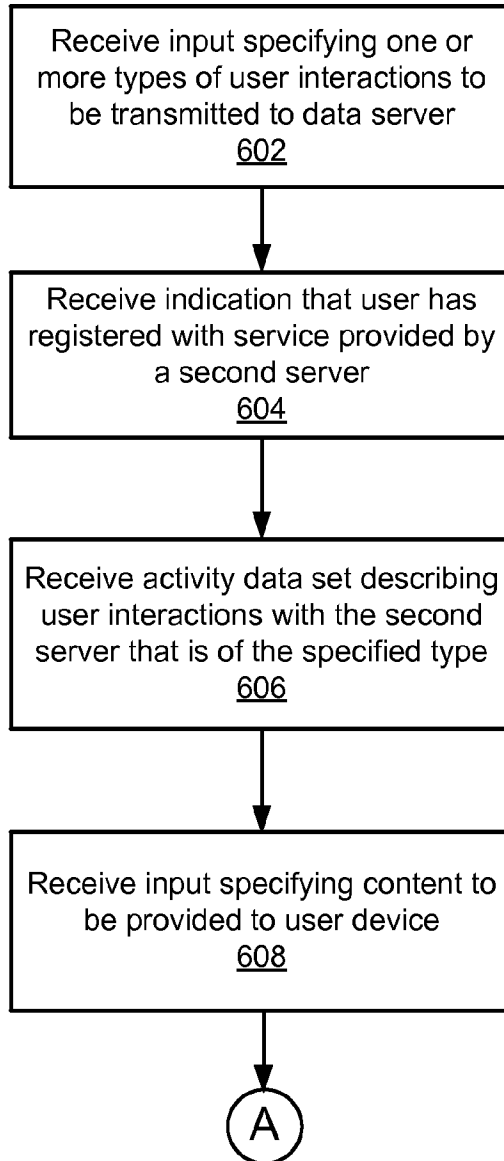 Receive input specifying one or
more types of user interactions to
be transmitted to data server
602
Receive indication that user has
registered with service provided by
a second server
604
Receive activity data set describing
user interactions with the second
server that is of the specified type
606
Receive input specifying content to
be provided to user device
608
A